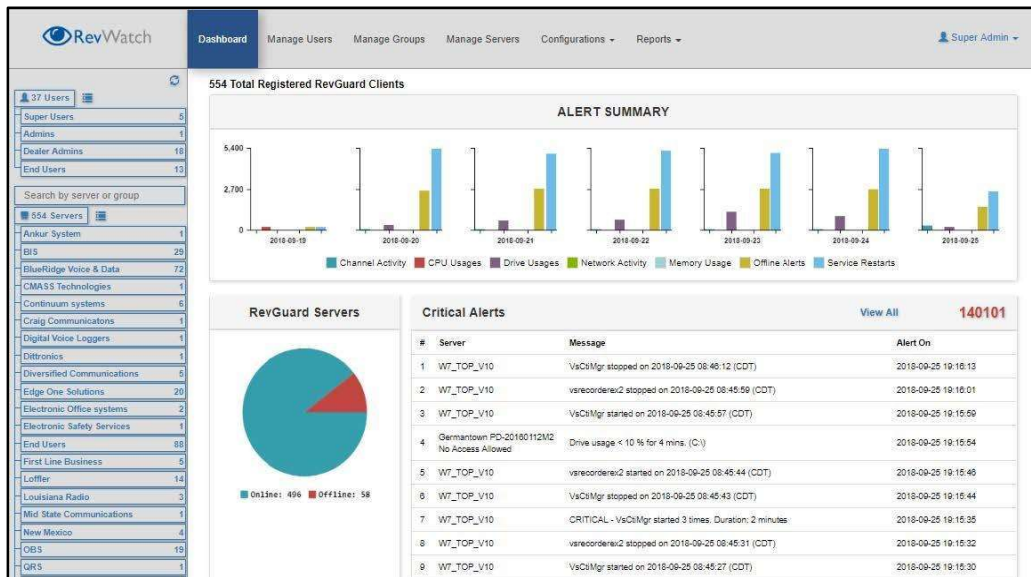 RevWatch
Dashboard Manage Users Manage Groups Manage Servers Configurations Reports Super Admin
554 Total Registered RevGuard Clients
37 Users
Super Users 5
Admins 1
Dealer Admins 18
End Users 13
Search by server or group
554 Servers
Ankur System 1
BIS 29
BlueRidge Voice & Data 72
CMASS Technologies 1
Continuum systems 6
Craig Communicatons 1
Digital Voice Loggers 1
Dittronics 1
Diversified Communications 5
Edge One Solutions 20
Electronic Office systems 2
Electronic Safety Services 1
End Users 88
First Line Business 5
Loffler 14
Louisiana Radio 3
Mid State Communications 1
New Mexico 4
OBS 19
QRS 1
ALERT SUMMARY
5,400
2,700
0
2018-09-19 2018-09-20 2018-09-21 2018-09-22 2018-09-23 2018-09-24 2018-09-25
Channel Activity CPU Usages Drive Usages Network Activity Memory Usage Offline Alerts Service Restarts
RevGuard Servers
Online: 496 Offline: 58
Critical Alerts View All 140101
# Server Message Alert On
1 W7_TOP_V10 VsCtiMgr stopped on 2018-09-25 08:46:12 (CDT) 2018-09-25 19:16:13
2 W7_TOP_V10 vsrecorderex2 stopped on 2018-09-25 08:45:59 (CDT) 2018-09-25 19:16:01
3 W7_TOP_V10 VsCtiMgr started on 2018-09-25 08:45:57 (CDT) 2018-09-25 19:15:59
4 Germantown PD-20160112M2 No Access Allowed Drive usage < 10 % for 4 mins. (C:\) 2018-09-25 19:15:54
5 W7_TOP_V10 vsrecorderex2 started on 2018-09-25 08:45:44 (CDT) 2018-09-25 19:15:46
6 W7_TOP_V10 VsCtiMgr stopped on 2018-09-25 08:45:43 (CDT) 2018-09-25 19:15:44
7 W7_TOP_V10 CRITICAL - VsCtiMgr started 3 times. Duration: 2 minutes 2018-09-25 19:15:35
8 W7_TOP_V10 vsrecorderex2 stopped on 2018-09-25 08:45:31 (CDT) 2018-09-25 19:15:32
9 W7_TOP_V10 VsCtiMgr started on 2018-09-25 08:45:27 (CDT) 2018-09-25 19:15:30